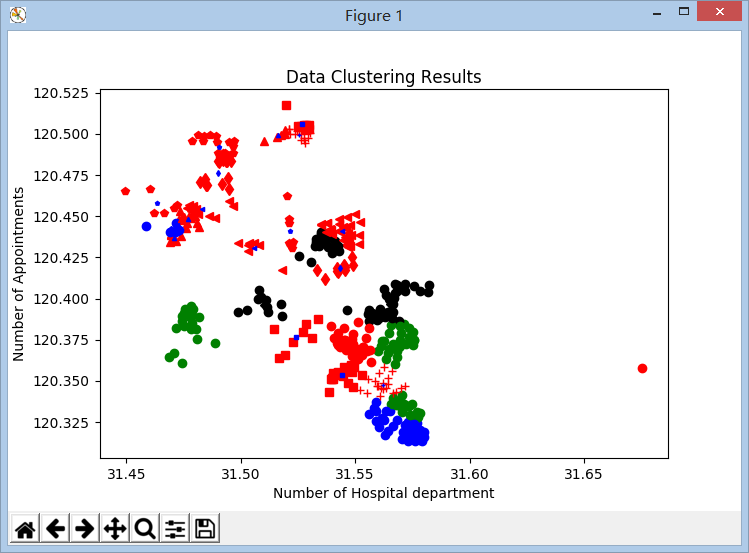 Figure 1
Data Clustering Results
120.525
120.500
120.475
120.450
120.425
120.400
120.375
120.350
120.325
Number of Appointments
31.45 31.50 31.55 31.60 31.65
Number of Hospital department